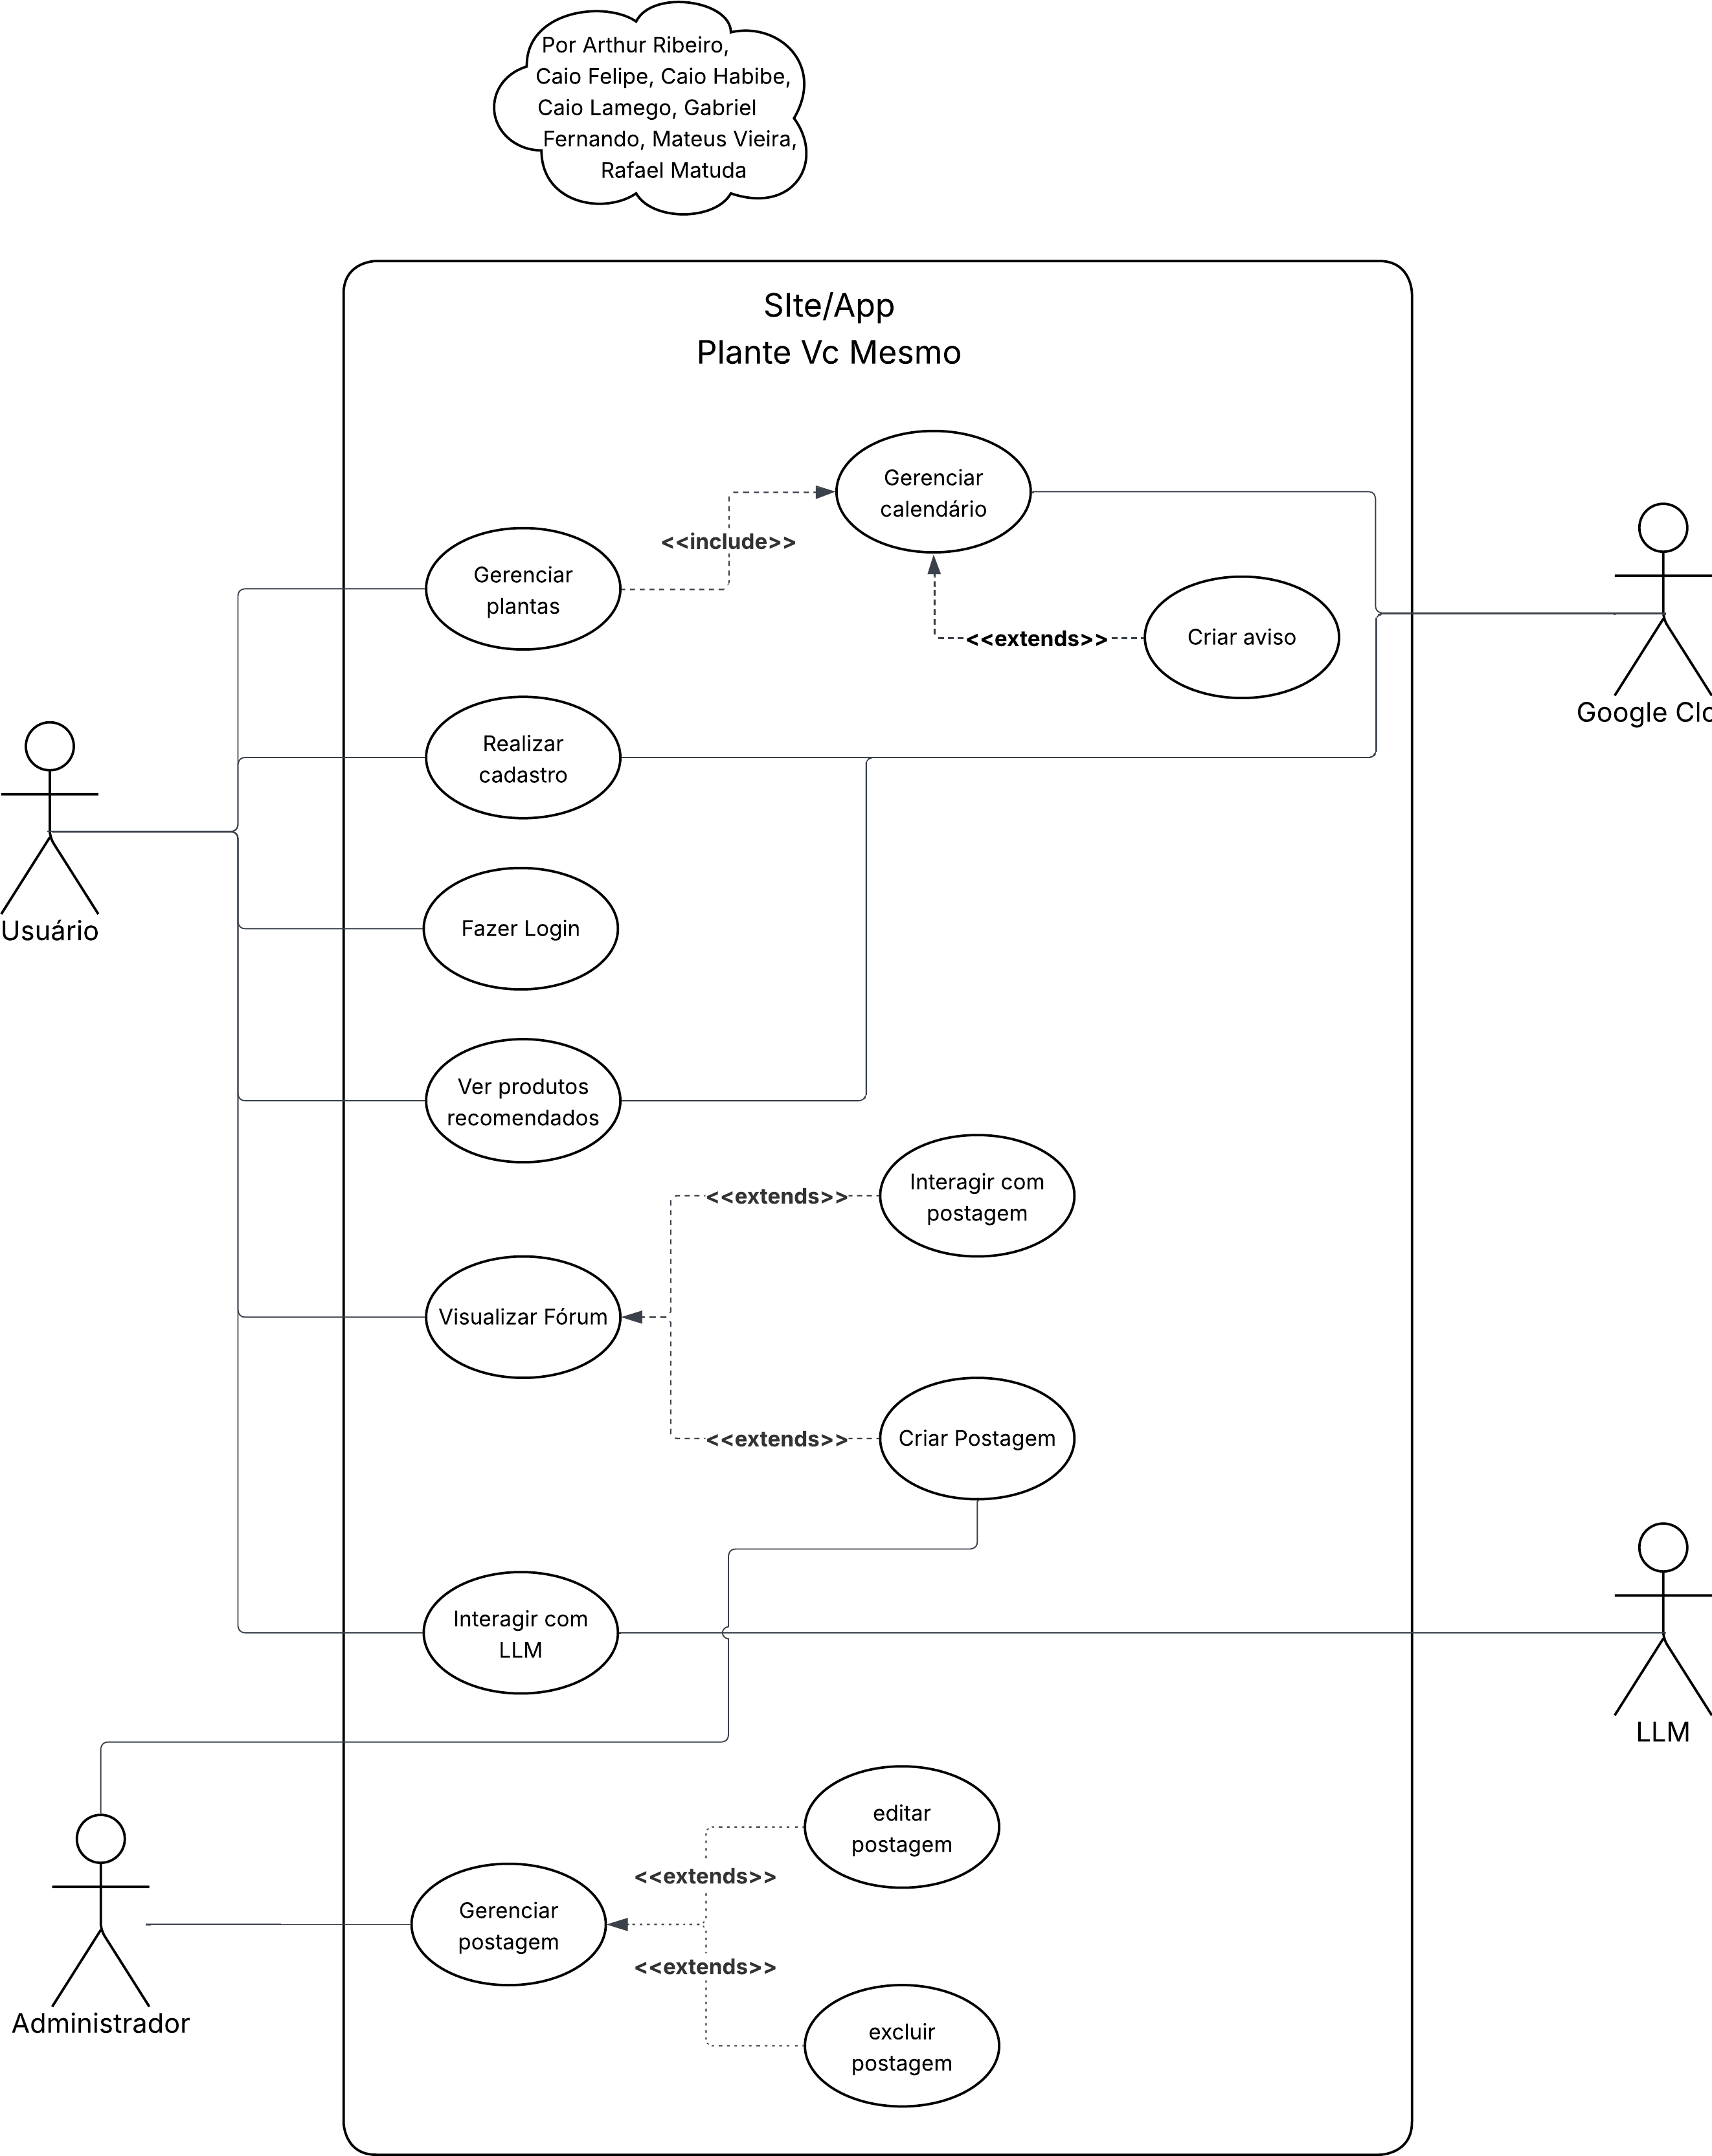 Por Arthur Ribeiro,
Caio Felipe, Caio Habibe,
Caio Lamego, Gabriel
Fernando, Mateus Vieira,
Rafael Matuda
SIte/App
Plante Vc Mesmo
Gerenciar
calendário
<<include>>
Gerenciar
plantas
<<extends>>
Criar aviso
Google Clo
Realizar
cadastro
Usuário
Fazer Login
Ver produtos
recomendados
Interagir com
postagem
<<extends>>
Visualizar Fórum
<<extends>>
Criar Postagem
Interagir com
LLM
LLM
editar
postagem
<<extends>>
Gerenciar
postagem
<<extends>>
Administrador
excluir
postagem